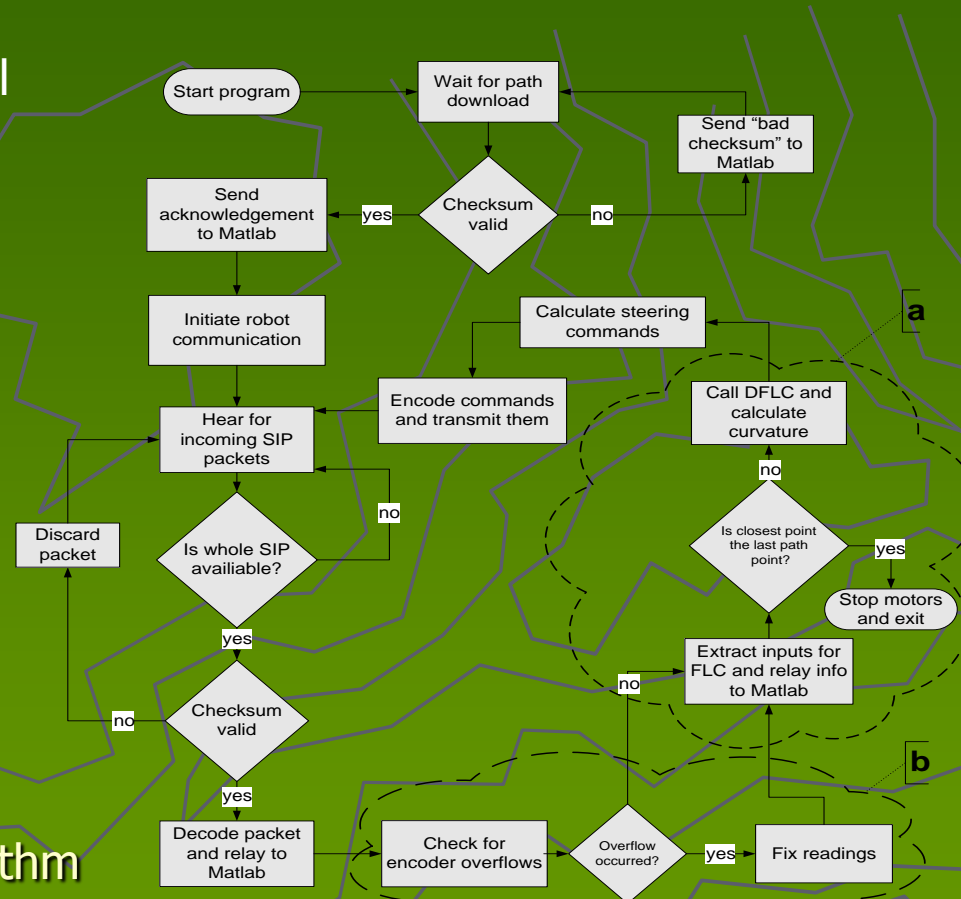 l
Start program
Wait for path
download
Send “bad
checksum” to
Matlab
Checksum
valid
yes
no
Send
acknowledgement
to Matlab
Initiate robot
communication
Calculate steering
commands
a
Encode commands
and transmit them
Call DFLC and
calculate
curvature
Hear for
incoming SIP
packets
no
no
Discard
packet
Is whole SIP
availiable?
Is closest point
the last path
point?
yes
Stop motors
and exit
yes
Extract inputs for
FLC and relay info
to Matlab
no
Checksum
valid
no
b
yes
Decode packet
and relay to
Matlab
Check for
encoder overflows
Overflow
occurred?
yes
Fix readings
thm